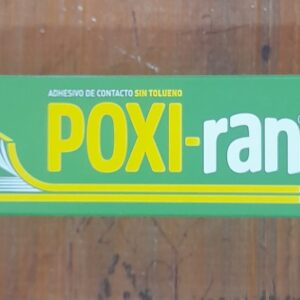 ADHESIVO DE CONTACTO SIN TOLUENO
POXI-ran